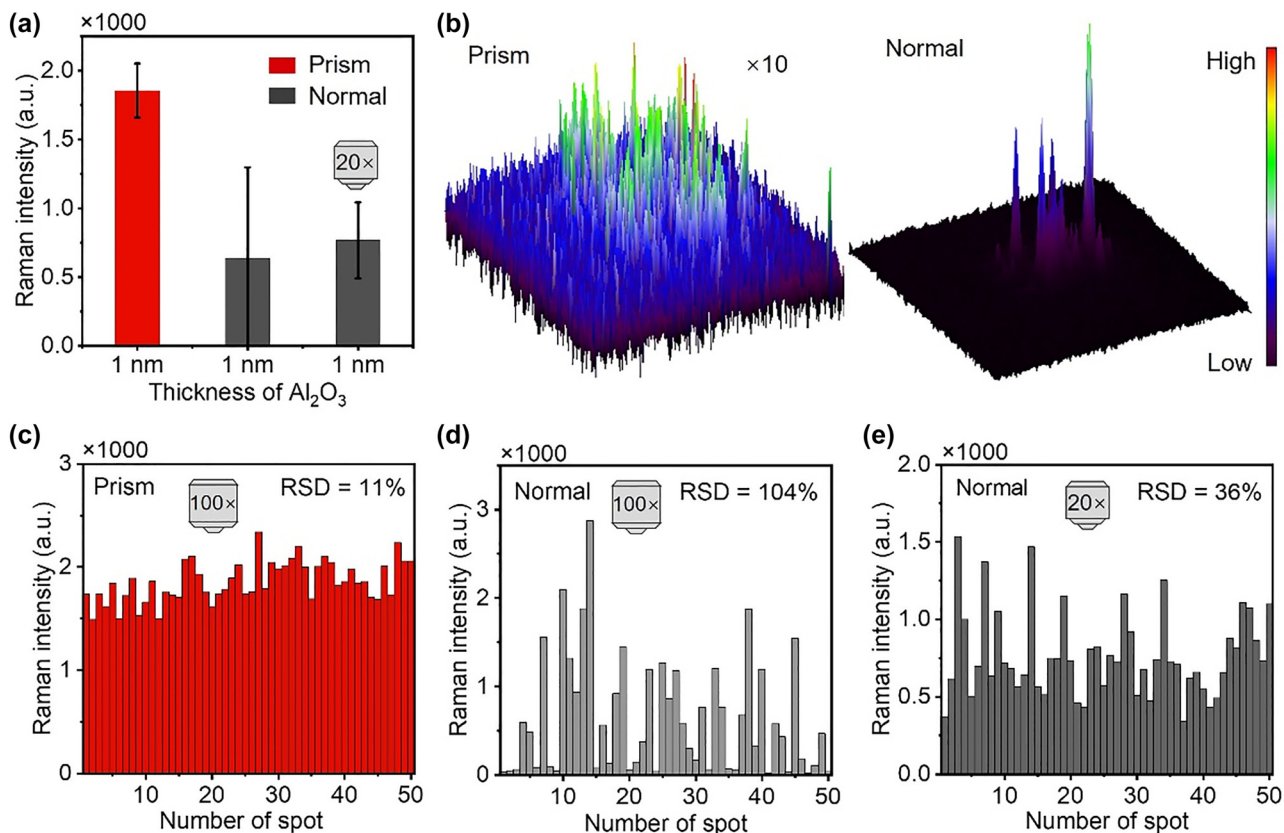 (a)
×1000
Raman intensity (a.u.)
2.0
1.5
1.0
0.5
0.0
Prism
Normal
20×
1 nm
1 nm
1 nm
Thickness of Al₂O₃
(b)
Prism
×10
Normal
High
Low
(c)
×1000
Raman intensity (a.u.)
3
2
1
0
Prism
100×
RSD = 11%
10
20
30
40
50
Number of spot
(d)
×1000
Raman intensity (a.u.)
3
2
1
0
Normal
100×
RSD = 104%
10
20
30
40
50
Number of spot
(e)
Raman intensity (a.u.)
×1000
2.0
1.5
1.0
0.5
0.0
Normal
20×
RSD = 36%
10
20
30
40
50
Number of spot